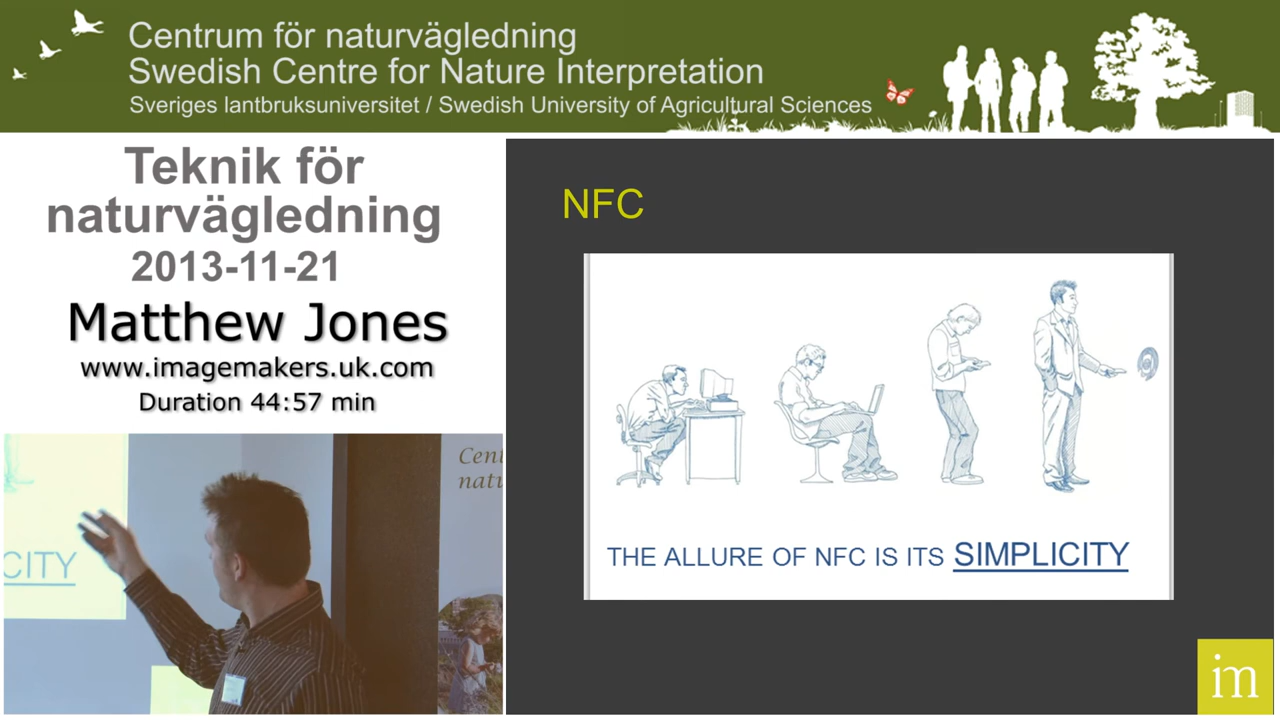 Centrum för naturvägledning
Swedish Centre for Nature Interpretation
Sveriges lantbruksuniversitet / Swedish University of Agricultural Sciences
Teknik för
naturvägledning
2013-11-21
Matthew Jones
www.imagemakers.uk.com
Duration 44:57 min
CITY
Cent
natu
NFC
THE ALLURE OF NFC IS ITS SIMPLICITY
im